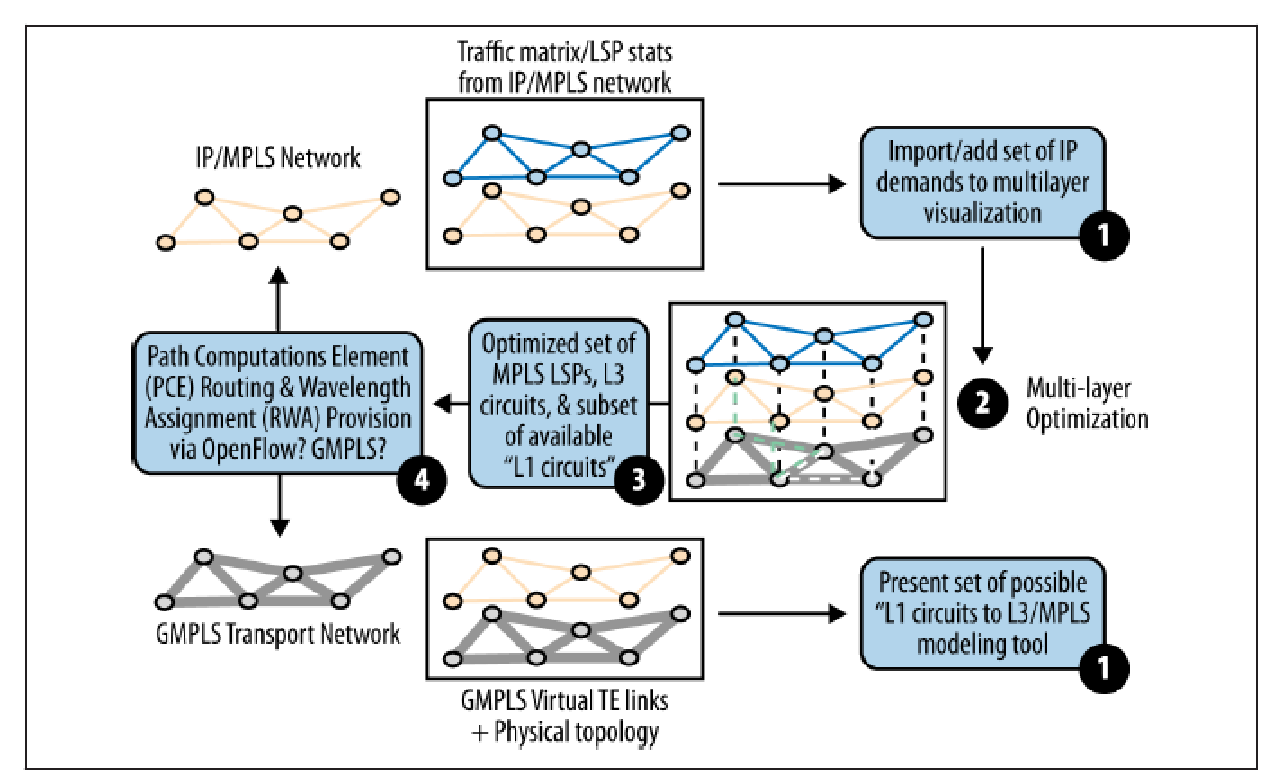 Traffic matrix/LSP stats
from IP/MPLS network
IP/MPLS Network
Import/add set of IP
demands to multilayer
visualization
1
Path Computations Element
(PCE) Routing & Wavelength
Assignment (RWA) Provision
via OpenFlow? GMPLS?
4
Optimized set of
MPLS LSPs, L3
circuits, & subset
of available
“L1 circuits”
3
2
Multi-layer
Optimization
GMPLS Transport Network
GMPLS Virtual TE links
+ Physical topology
Present set of possible
“L1 circuits to L3/MPLS
modeling tool
1